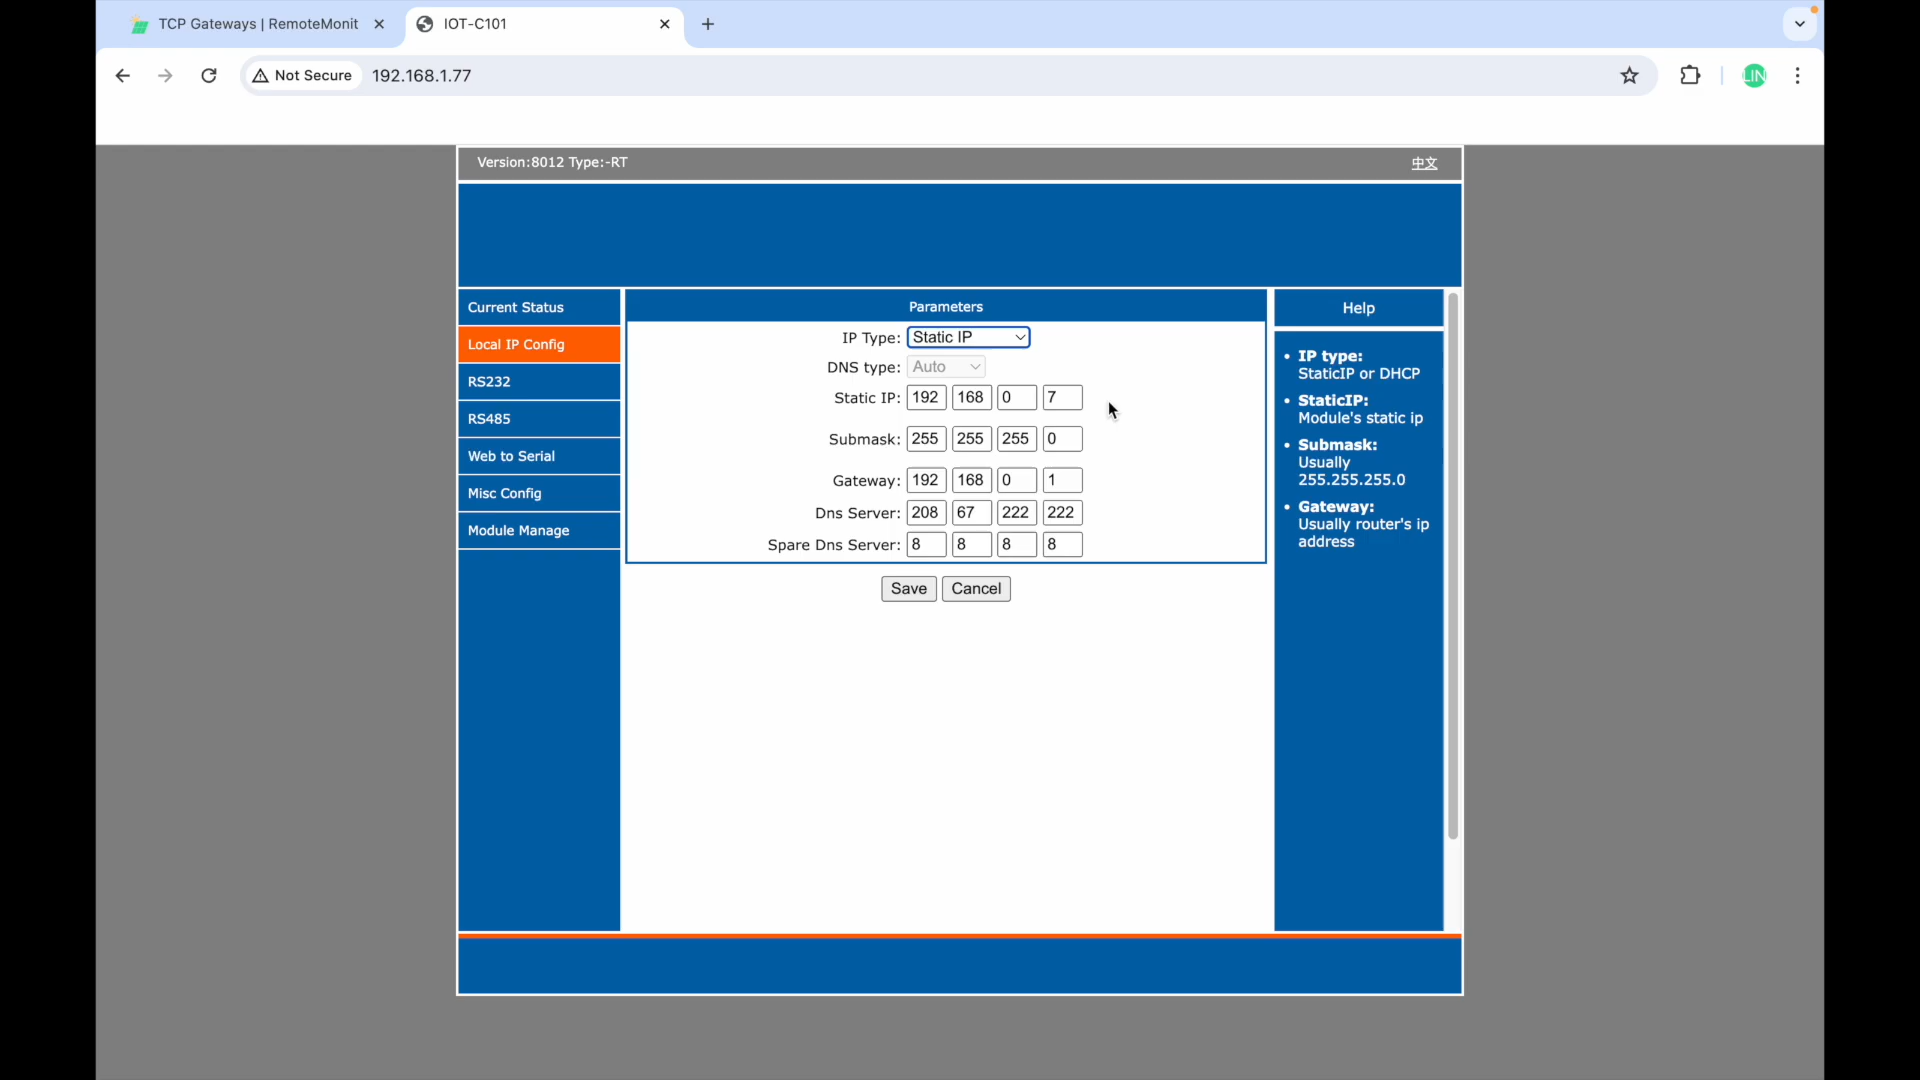 TCP Gateways | RemoteMonit
IOT-C101
Not Secure
192.168.1.77
LIN
Version:8012 Type:-RT
中文
Current Status
Local IP Config
RS232
RS485
Web to Serial
Misc Config
Module Manage
Parameters
IP Type: Static IP
DNS type: Auto
Static IP: 192 168 0 7
Submask: 255 255 255 0
Gateway: 192 168 0 1
Dns Server: 208 67 222 222
Spare Dns Server: 8 8 8 8
Save Cancel
Help
• IP type:
StaticIP or DHCP
• StaticIP:
Module's static ip
• Submask:
Usually
255.255.255.0
• Gateway:
Usually router's ip
address